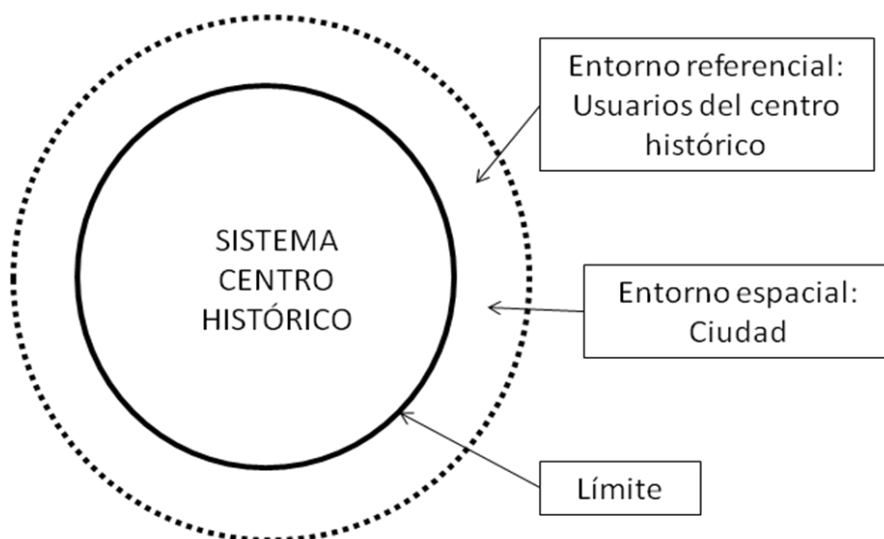 Entorno referencial:
Usuarios del centro
histórico
SISTEMA
CENTRO
HISTÓRICO
Entorno espacial:
Ciudad
Límite